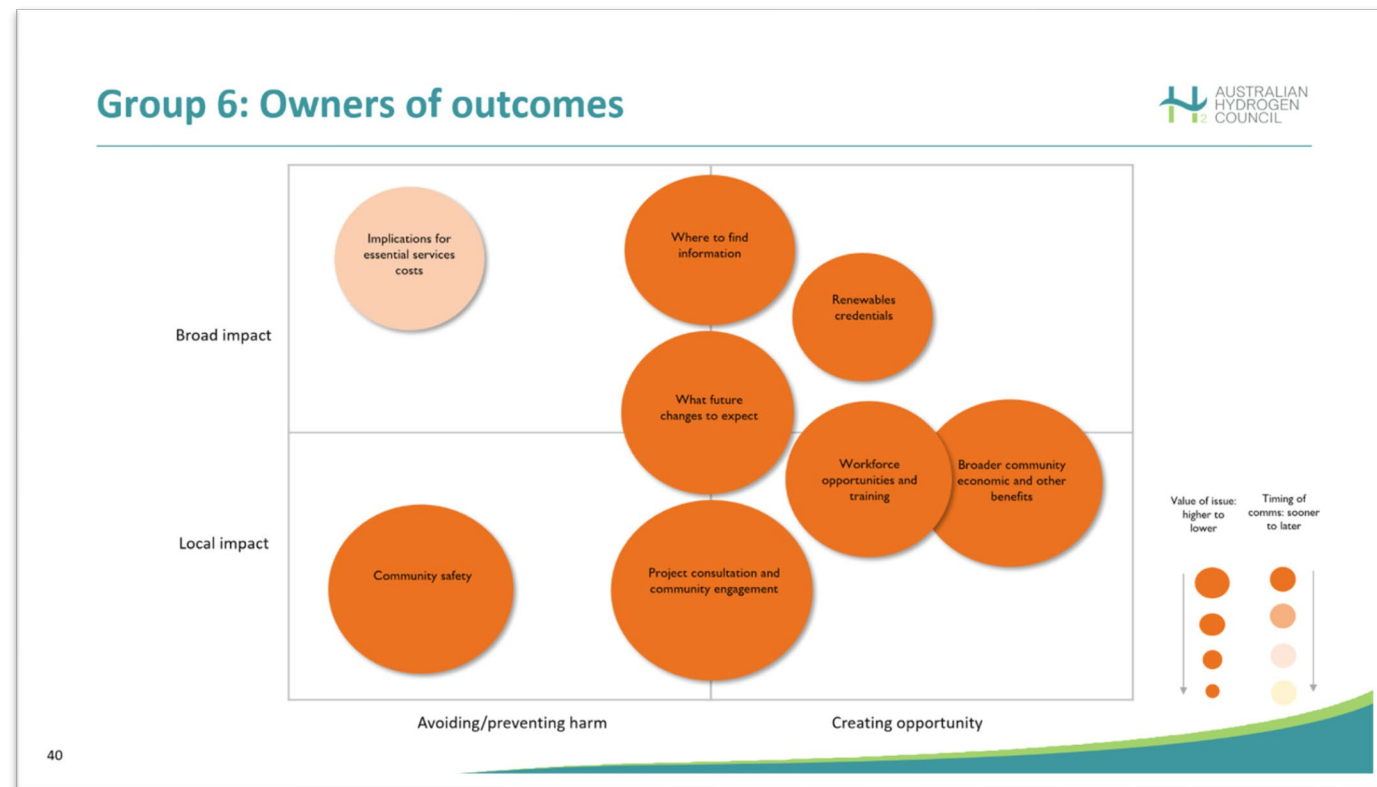 Group 6: Owners of outcomes
AUSTRALIAN
HYDROGEN
COUNCIL
H2
Implications for
essential services
costs
Where to find
information
Renewables
credentials
Broad impact
What future
changes to expect
Workforce
opportunities and
training
Broader community
economic and other
benefits
Local impact
Community safety
Project consultation and
community engagement
Value of issue:
higher to
lower
Timing of
comms: sooner
to later
Avoiding/preventing harm
Creating opportunity
40